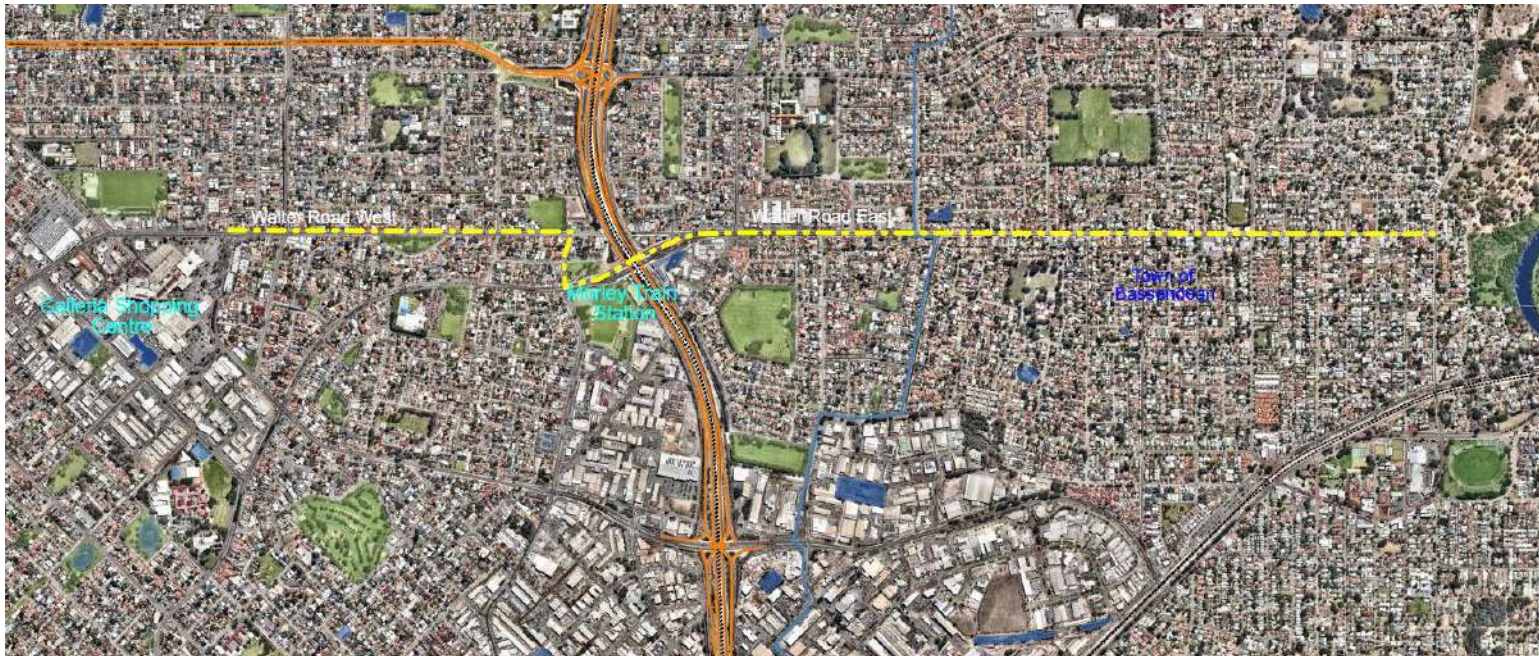 Walter Road West
Walter Road East
Galleria Shopping
Centre
Morley Train
Station
Town of
Bassendean